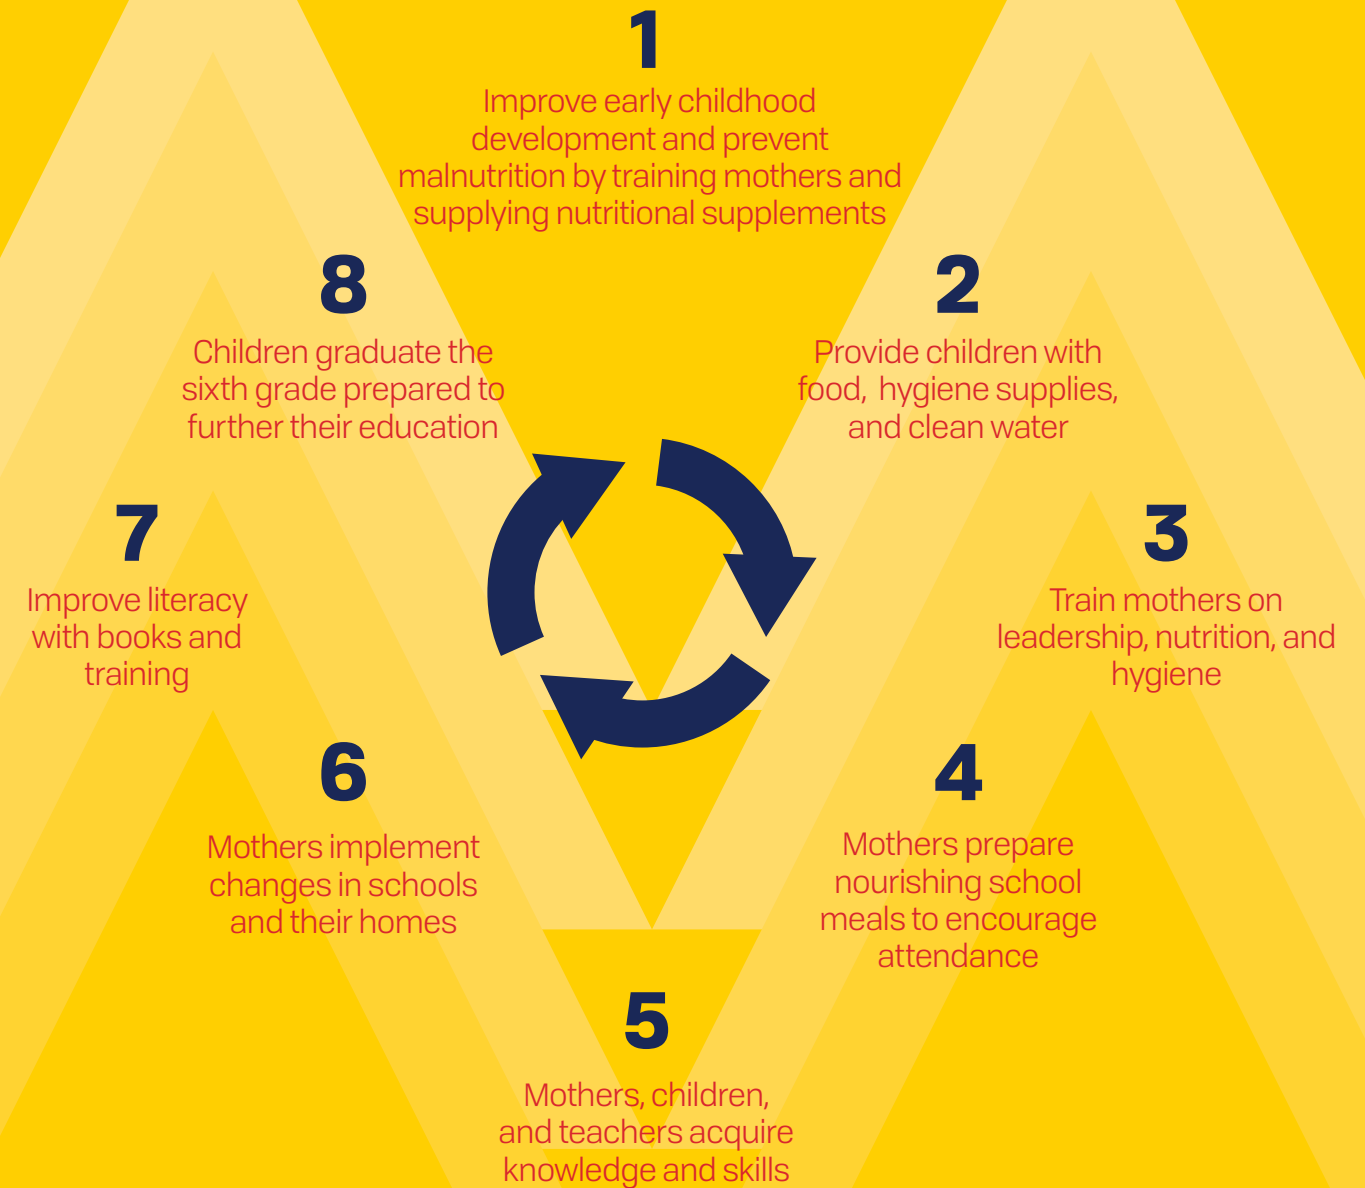 1
Improve early childhood
development and prevent
malnutrition by training mothers and
supplying nutritional supplements
2
Provide children with
food, hygiene supplies,
and clean water
3
Train mothers on
leadership, nutrition, and
hygiene
4
Mothers prepare
nourishing school
meals to encourage
attendance
5
Mothers, children,
and teachers acquire
knowledge and skills
6
Mothers implement
changes in schools
and their homes
7
Improve literacy
with books and
training
8
Children graduate the
sixth grade prepared to
further their education